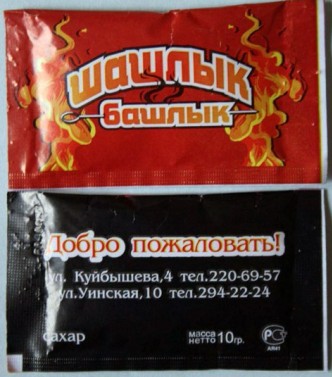 шашлык
башлык
Добро пожаловать!
ул. Куйбышева,4 тел.220-69-57
ул.Уинская,10 тел.294-22-24
сахар
масса
нетто 10гр.
РС